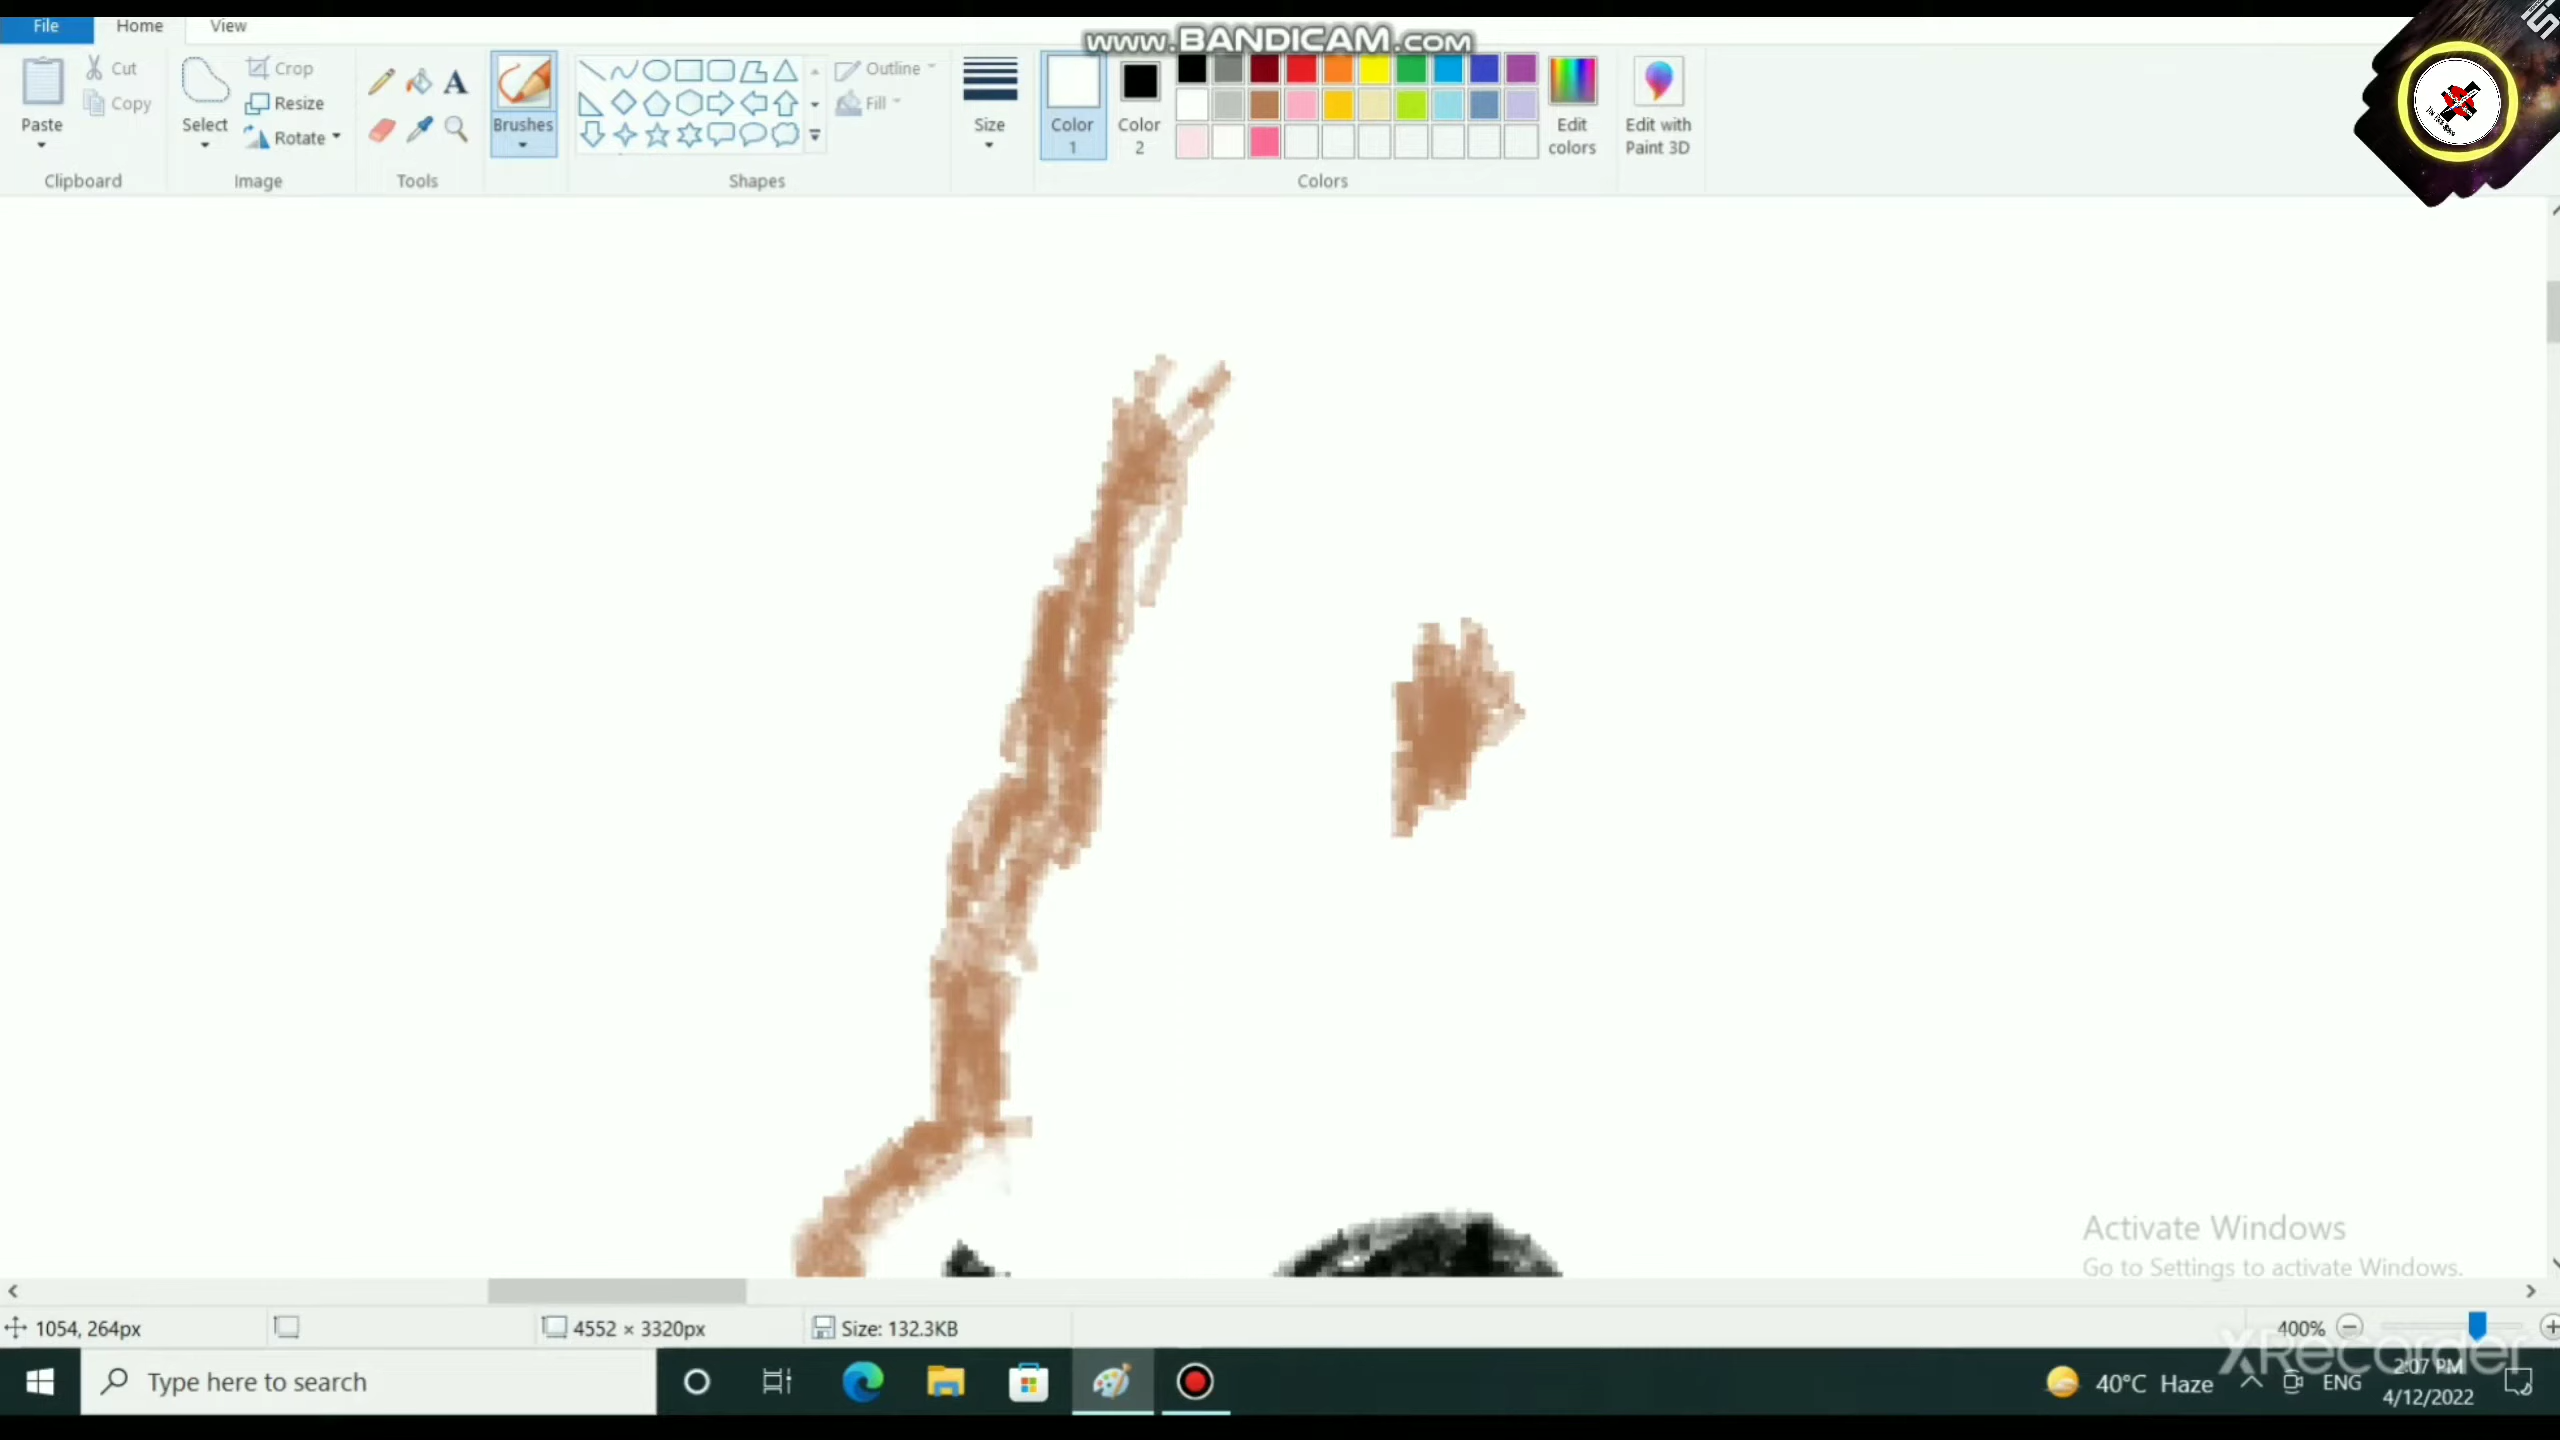 www.BANDICAM.com
File Home View
Cut
Crop
Outline
Copy
Resize
Fill
Paste
Select
Rotate
Brushes
Size
Color 1
Color 2
Edit colors
Edit with Paint 3D
Clipboard
Image
Tools
Shapes
Colors
Activate Windows
Go to Settings to activate Windows.
1054, 264px
4552 × 3320px
Size: 132.3KB
400%
XRecorder
Type here to search
40°C Haze
ENG
2:07 PM
4/12/2022